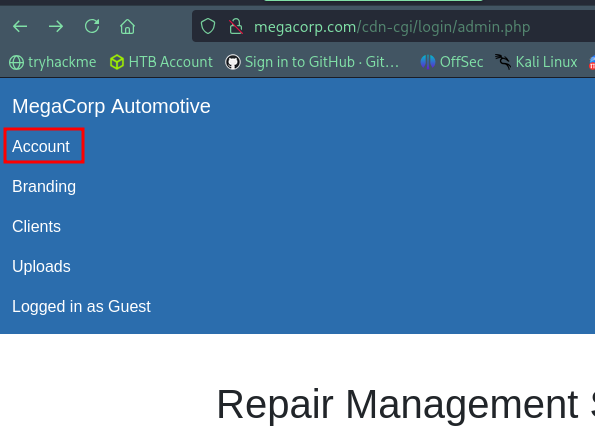 megacorp.com/cdn-cgi/login/admin.php
tryhackme HTB Account Sign in to GitHub · Git… OffSec Kali Linux
MegaCorp Automotive
Account
Branding
Clients
Uploads
Logged in as Guest
Repair Management